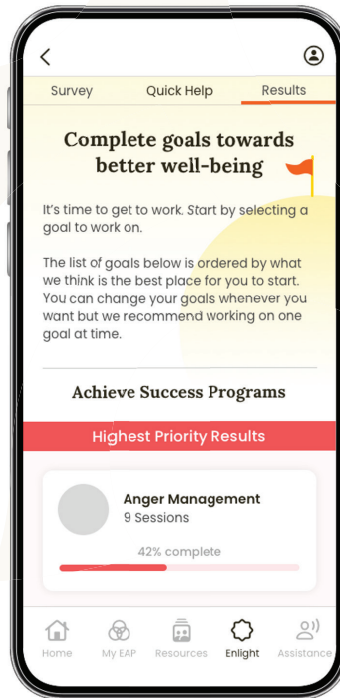 Survey Quick Help Results
Complete goals towards
better well-being
It's time to get to work. Start by selecting a
goal to work on.
The list of goals below is ordered by what
we think is the best place for you to start.
You can change your goals whenever you
want but we recommend working on one
goal at time.
Achieve Success Programs
Highest Priority Results
Anger Management
9 Sessions
42% complete
Home My EAP Resources Enlight Assistance